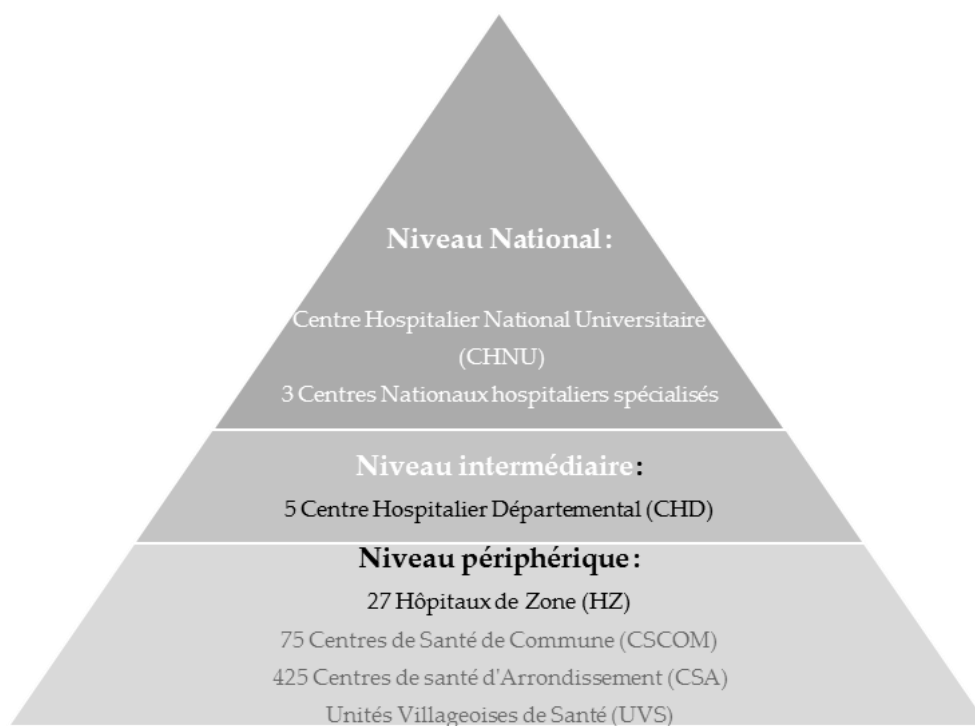 Niveau National :
Centre Hospitalier National Universitaire
(CHNU)
3 Centres Nationaux hospitaliers spécialisés
Niveau intermédiaire :
5 Centre Hospitalier Départemental (CHD)
Niveau périphérique :
27 Hôpitaux de Zone (HZ)
75 Centres de Santé de Commune (CSCOM)
425 Centres de santé d'Arrondissement (CSA)
Unités Villageoises de Santé (UVS)